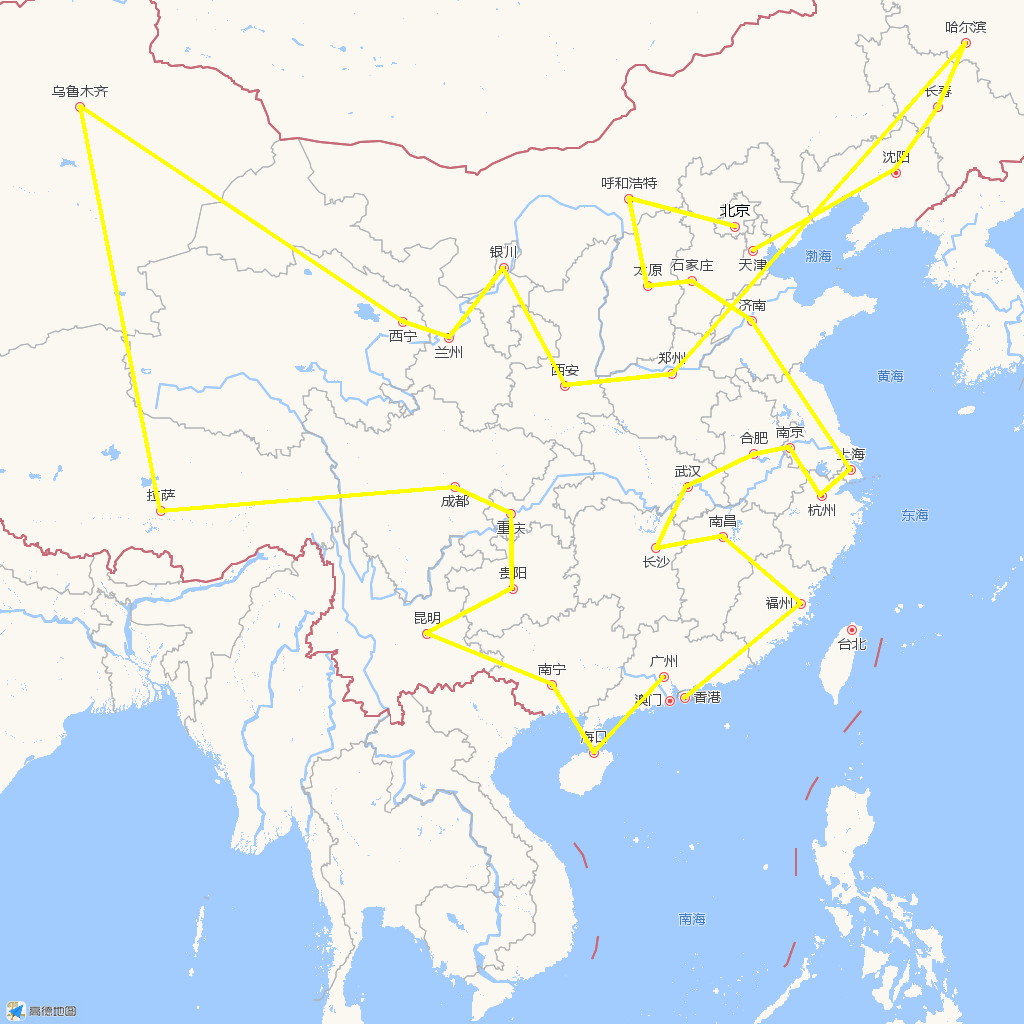 哈尔滨
乌鲁木齐
长春
沈阳
呼和浩特
北京
银川
渤海
天津
石家庄
太原
济南
西宁
兰州
郑州
西安
黄海
南京
合肥
上海
武汉
成都
拉萨
杭州
东海
南昌
重庆
长沙
贵阳
福州
昆明
台北
广州
南宁
澳门
香港
海口
南海
高德地图